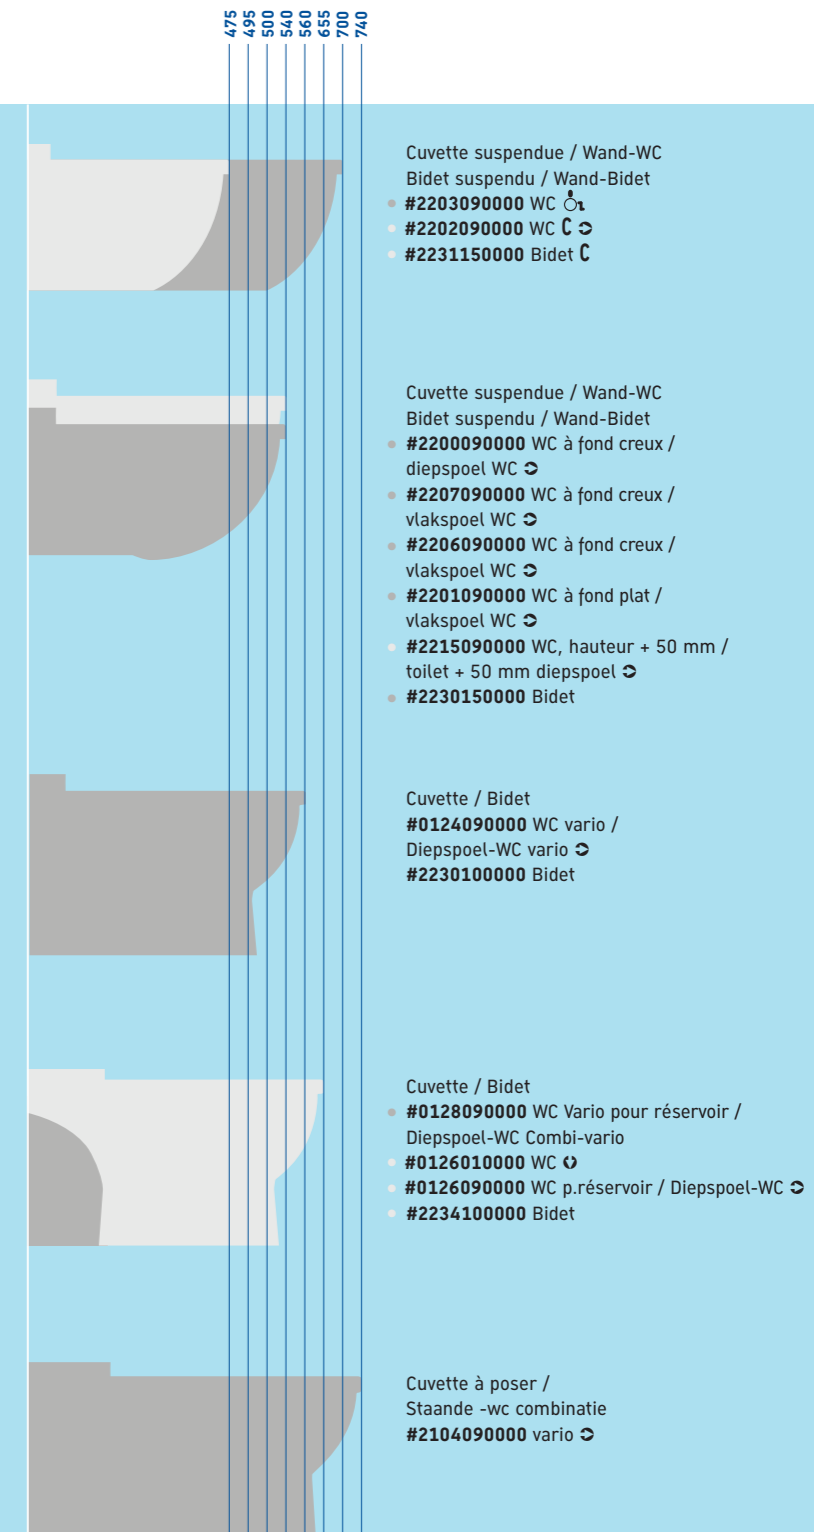 475
495
500
540
560
655
700
740
Cuvette suspendue / Wand-WC
Bidet suspendu / Wand-Bidet
#2203090000 WC
#2202090000 WC C
#2231150000 Bidet C
Cuvette suspendue / Wand-WC
Bidet suspendu / Wand-Bidet
#2200090000 WC à fond creux /
diepspoel WC
#2207090000 WC à fond creux /
vlakspoel WC
#2206090000 WC à fond creux /
vlakspoel WC
#2201090000 WC à fond plat /
vlakspoel WC
#2215090000 WC, hauteur + 50 mm /
toilet + 50 mm diepspoel
#2230150000 Bidet
Cuvette / Bidet
#0124090000 WC vario /
Diepspoel-WC vario
#2230100000 Bidet
Cuvette / Bidet
#0128090000 WC Vario pour réservoir /
Diepspoel-WC Combi-vario
#0126010000 WC
#0126090000 WC p.réservoir / Diepspoel-WC
#2234100000 Bidet
Cuvette à poser /
Staande -wc combinatie
#2104090000 vario